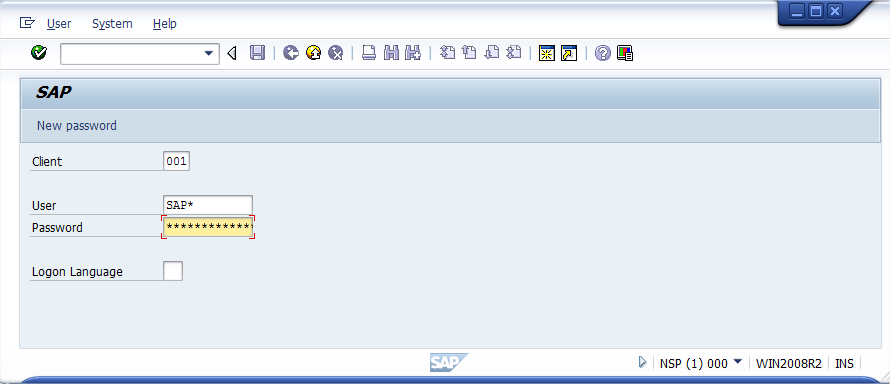 User System Help
SAP
New password
Client 001
User SAP*
Password *************
Logon Language
SAP NSP (1) 000 WIN2008R2 INS